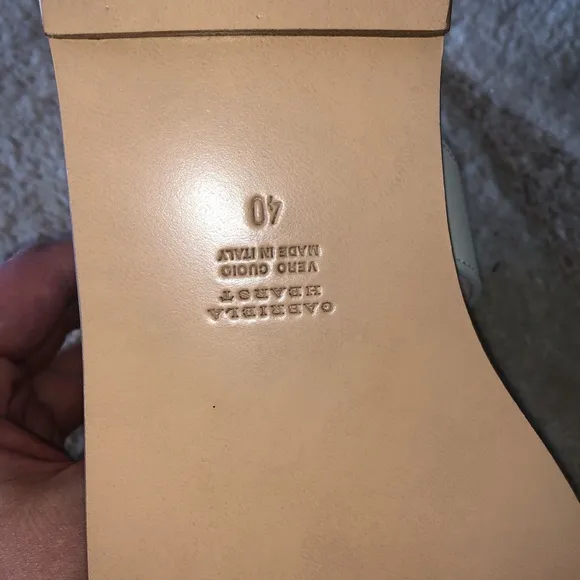 GABRIELA
HEARST
VERO CUOIO
MADE IN ITALY
40